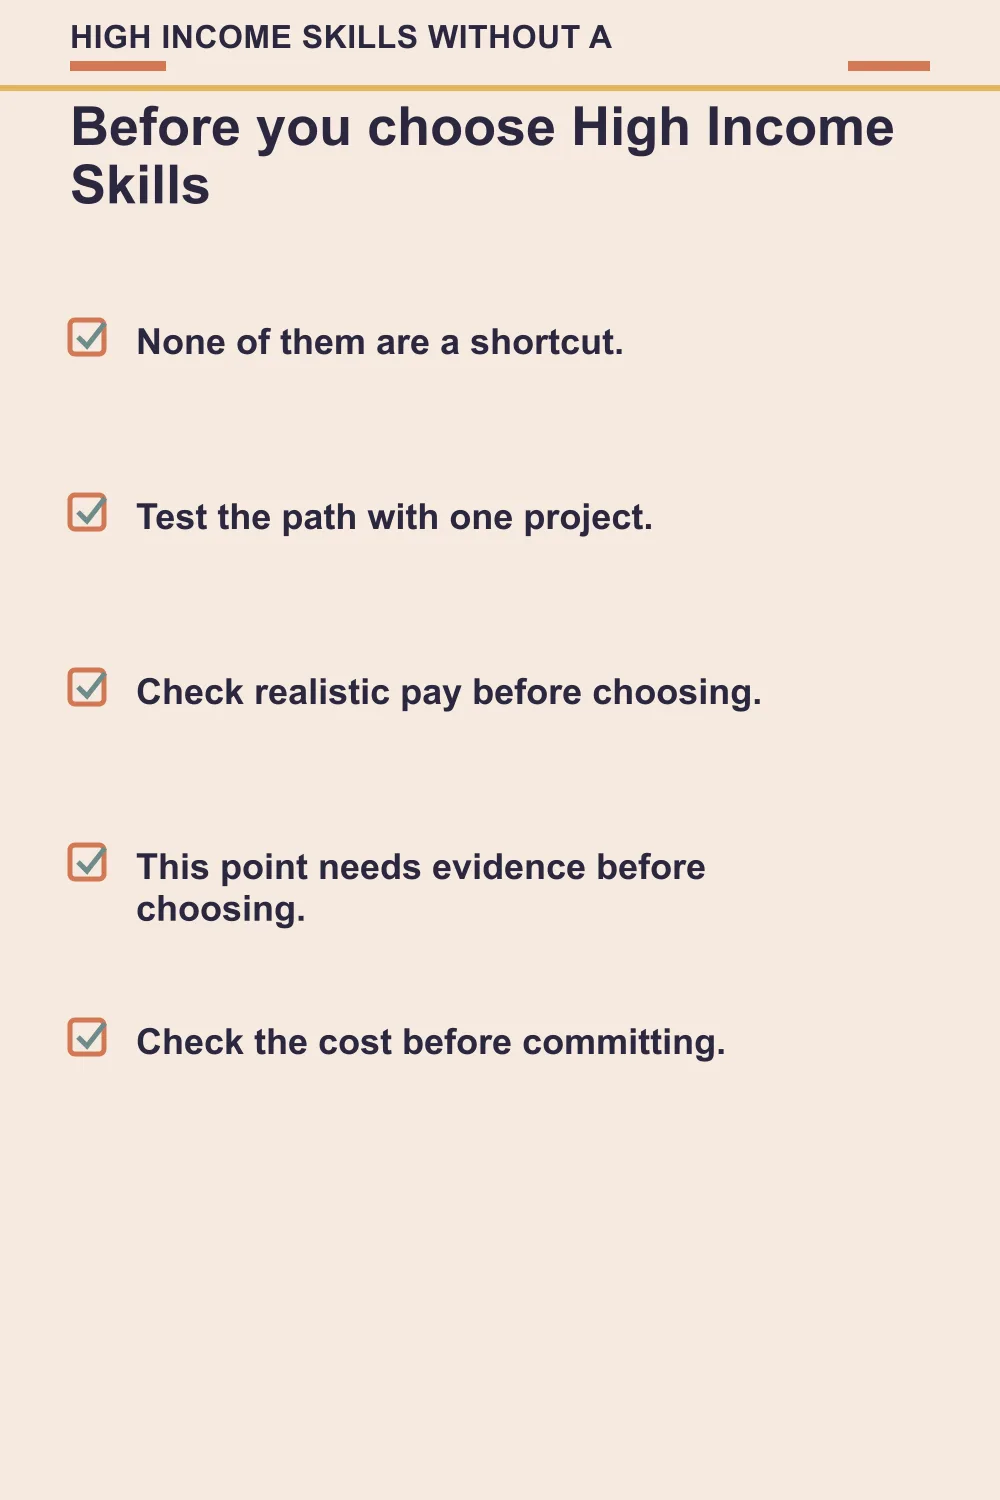 HIGH INCOME SKILLS WITHOUT A
Before you choose High Income
Skills
None of them are a shortcut.
Test the path with one project.
Check realistic pay before choosing.
This point needs evidence before
choosing.
Check the cost before committing.